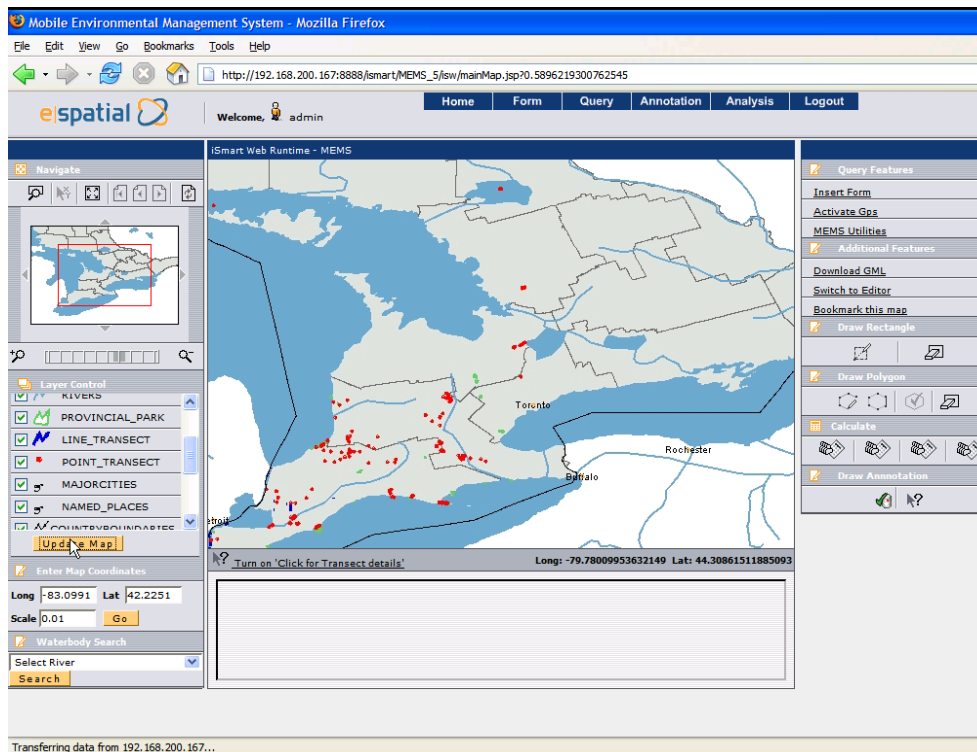 Mobile Environmental Management System - Mozilla Firefox
File Edit View Go Bookmarks Tools Help
http://192.168.200.167:8888/ismart/MEMS_5/isw/mainMap.jsp?0.5896219300762545
e|spatial
Welcome, admin
Home Form Query Annotation Analysis Logout
iSmart Web Runtime - MEMS
Navigate
Layer Control
RIVERS
PROVINCIAL_PARK
LINE_TRANSECT
POINT_TRANSECT
MAJORCITIES
NAMED_PLACES
COUNTRYBOUNDARIES
Update Map
Enter Map Coordinates
Long -83.0991 Lat 42.2251
Scale 0.01 Go
Waterbody Search
Select River
Search
Toronto
Rochester
Buffalo
etroit
Turn on 'Click for Transect details'
Long: -79.78009953632149 Lat: 44.30861511885093
Query Features
Insert Form
Activate Gps
MEMS Utilities
Additional Features
Download GML
Switch to Editor
Bookmark this map
Draw Rectangle
Draw Polygon
Calculate
Draw Annnotation
Transferring data from 192.168.200.167...